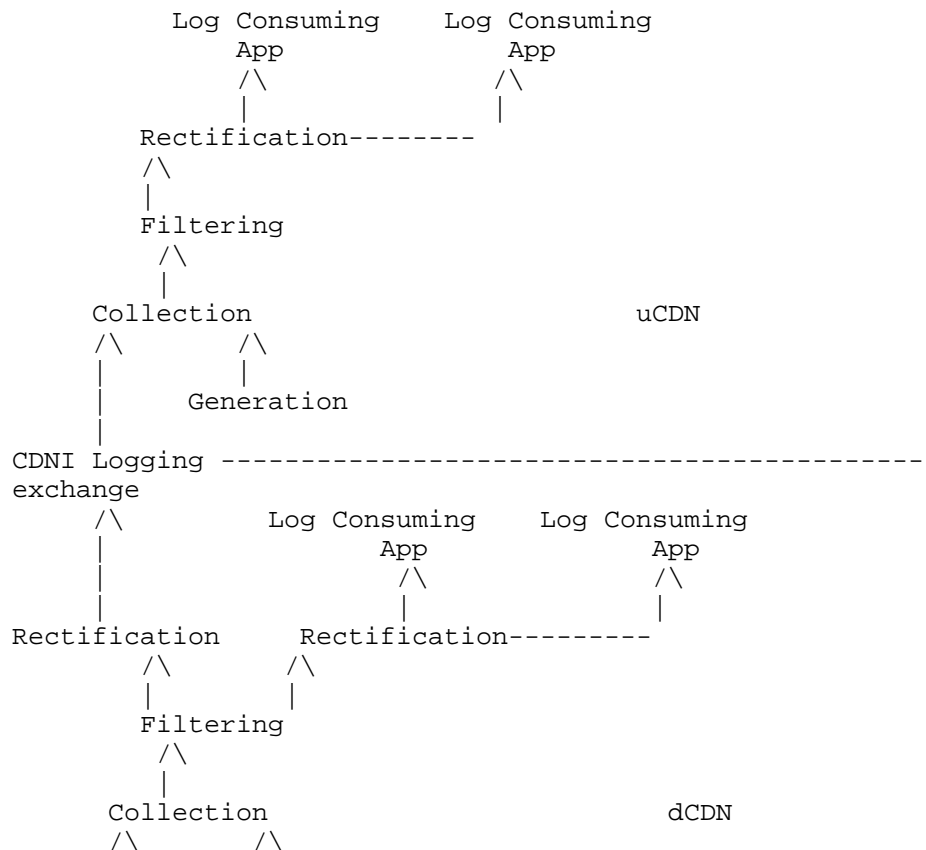 Log Consuming Log Consuming
App App
/\ /\
| |
Rectification--------
/\
|
Filtering
/\
|
Collection uCDN
/\ /\
| |
| Generation
|
CDNI Logging --------------------------------------------
exchange
/\ Log Consuming Log Consuming
| App App
| /\ /\
| | |
Rectification Rectification---------
/\ /\
| |
Filtering
/\
|
Collection dCDN
/\ /\